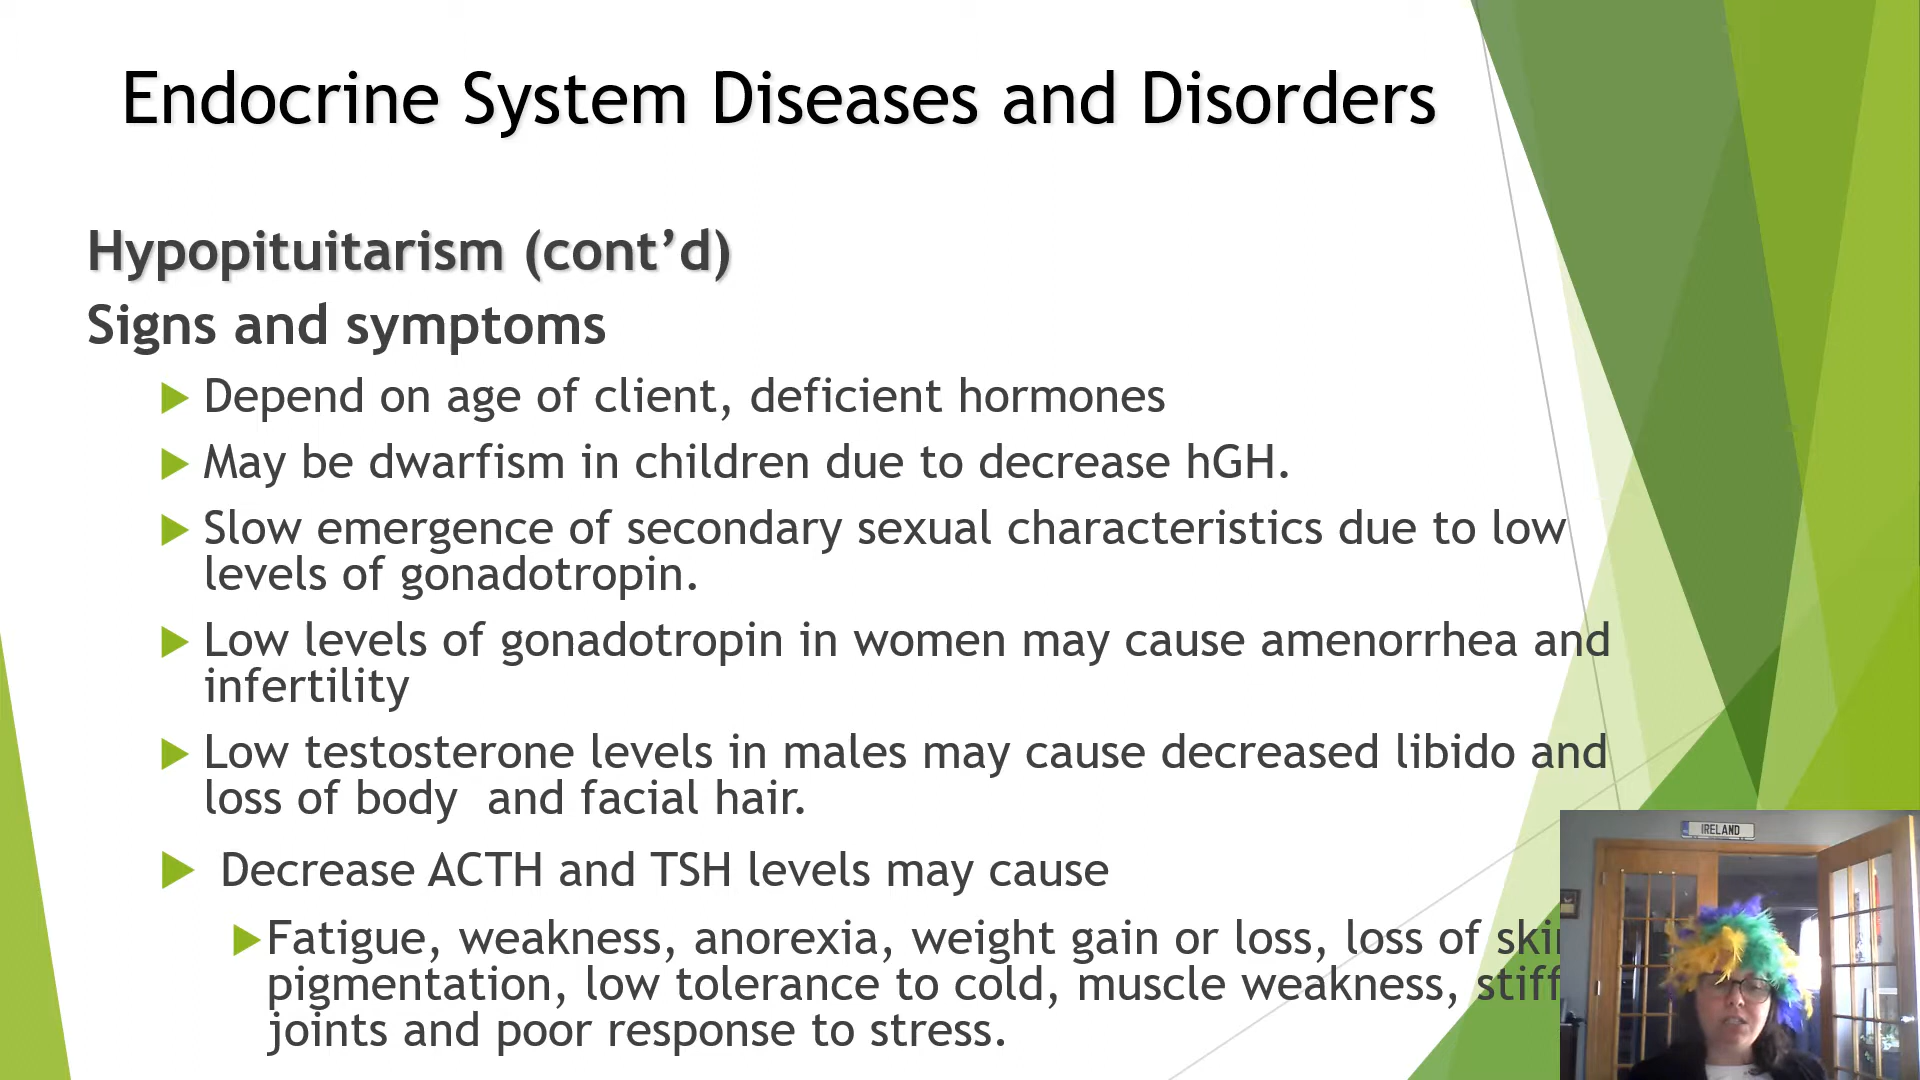 Endocrine System Diseases and Disorders
Hypopituitarism (cont’d)
Signs and symptoms
Depend on age of client, deficient hormones
May be dwarfism in children due to decrease hGH.
Slow emergence of secondary sexual characteristics due to low
levels of gonadotropin.
Low levels of gonadotropin in women may cause amenorrhea and
infertility
Low testosterone levels in males may cause decreased libido and
loss of body and facial hair.
Decrease ACTH and TSH levels may cause
Fatigue, weakness, anorexia, weight gain or loss, loss of skin
pigmentation, low tolerance to cold, muscle weakness, stiff
joints and poor response to stress.
IRELAND